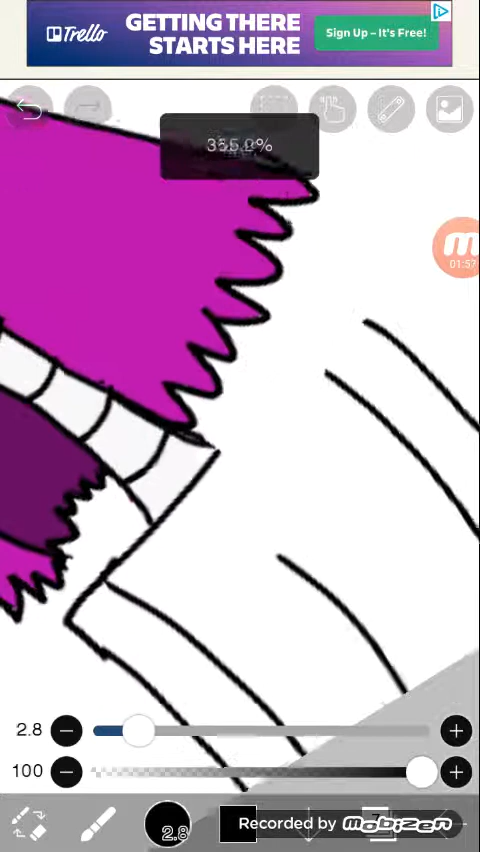 Trello
GETTING THERE
STARTS HERE
Sign Up – It's Free!
01:57
2.8
100
2.8
Recorded by mobizen